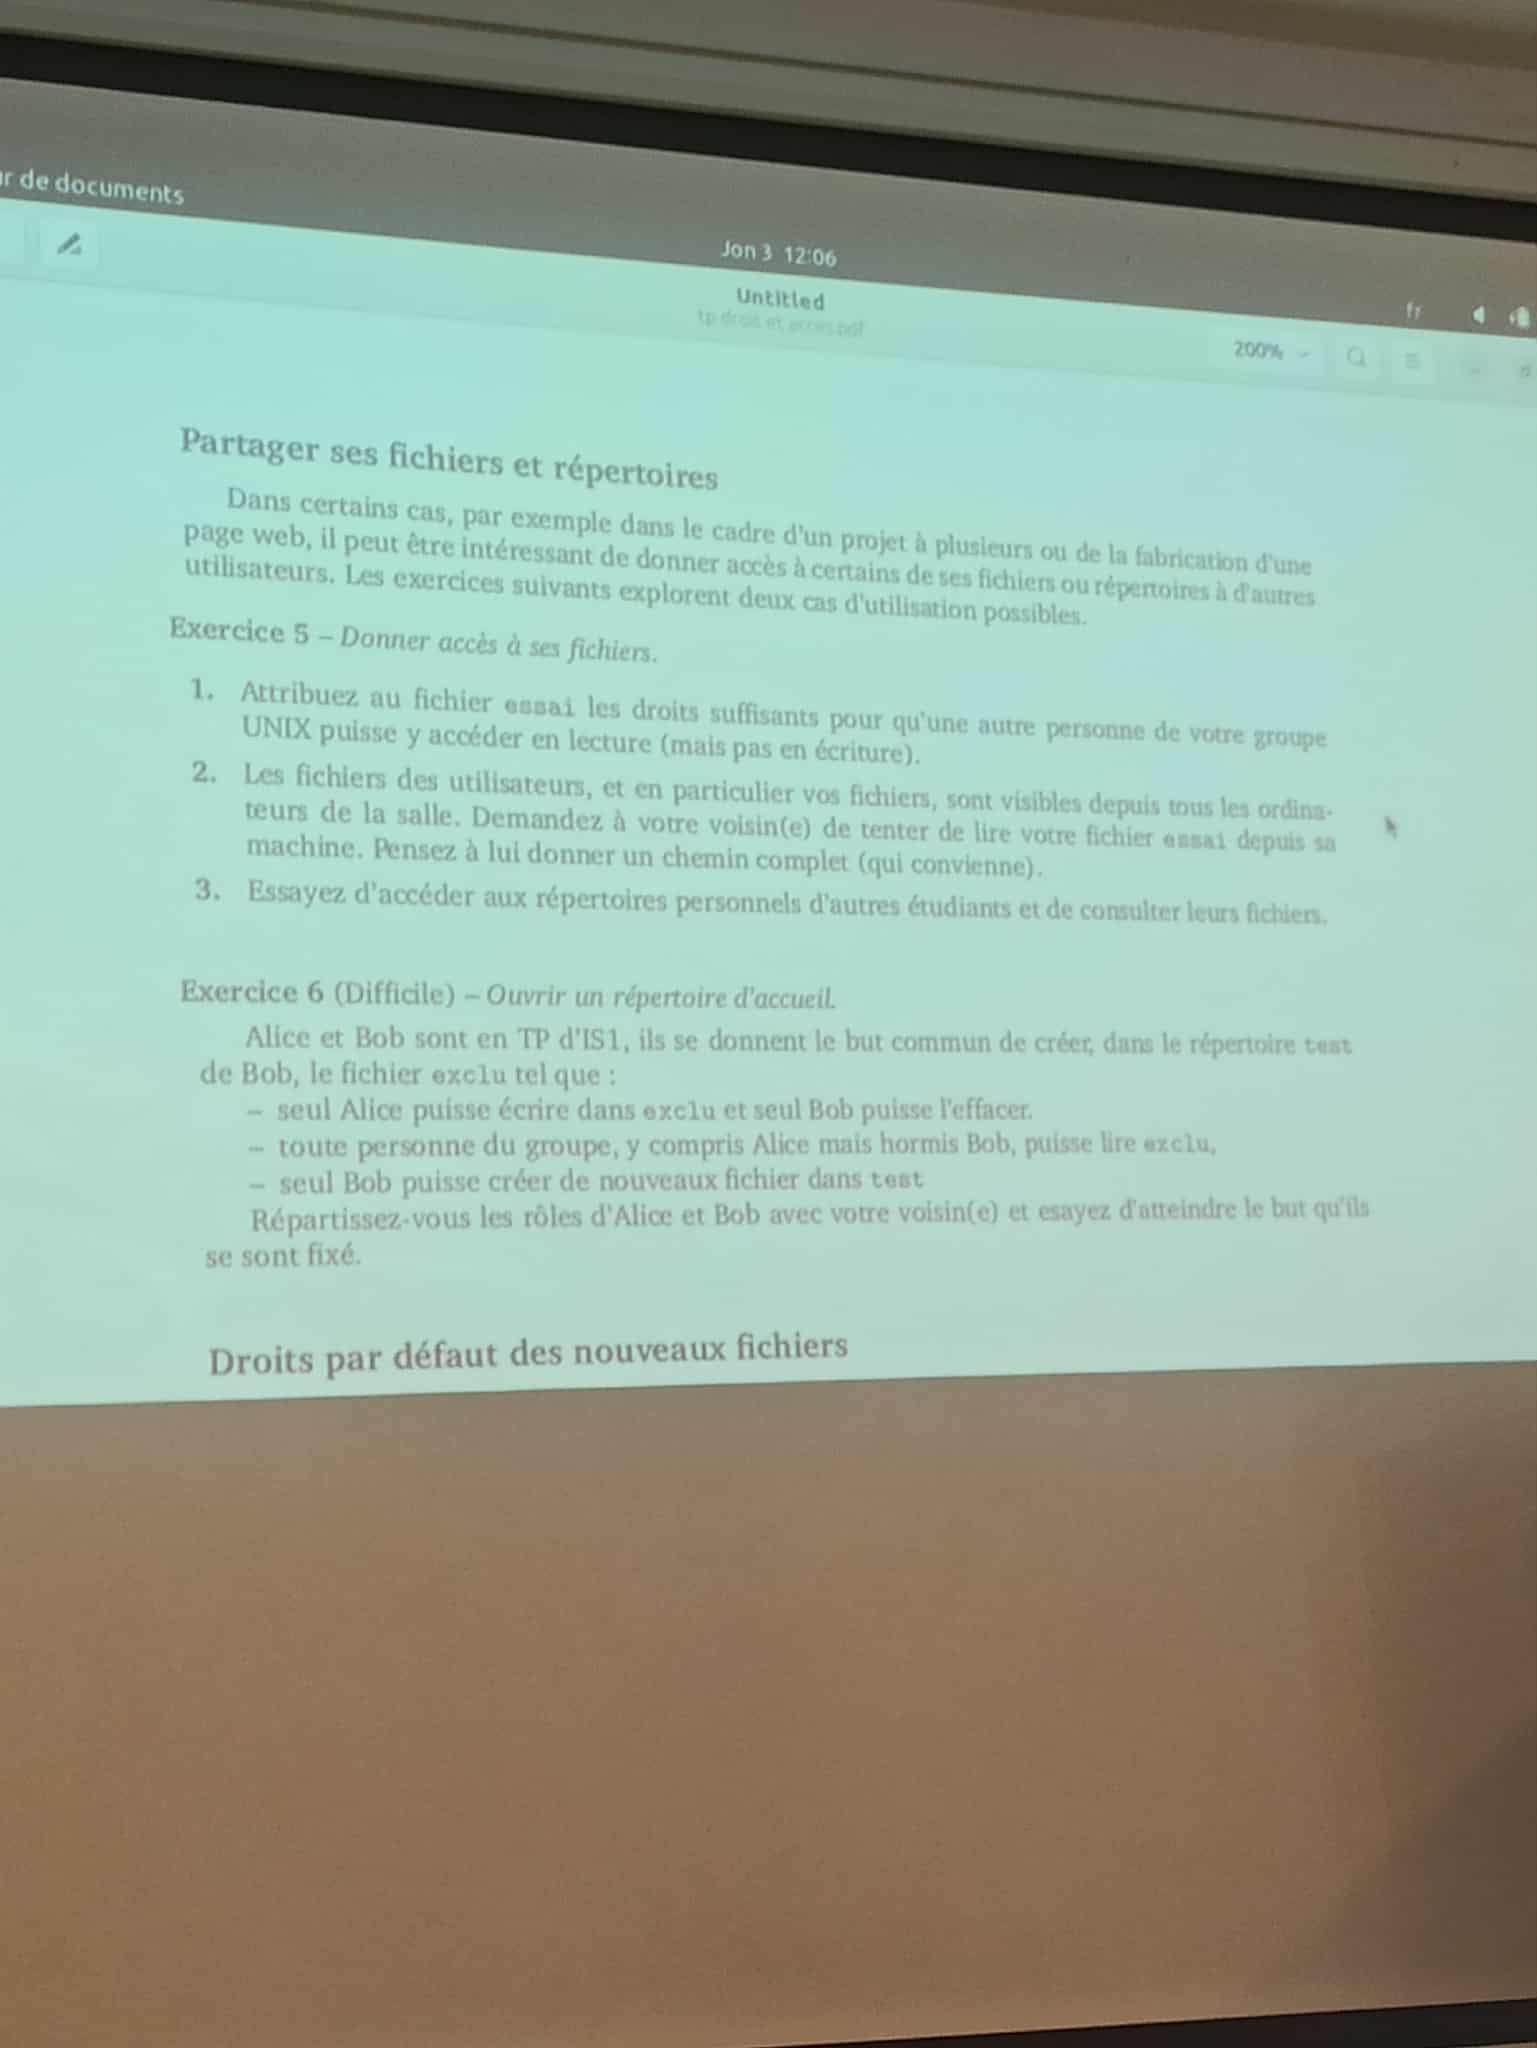 ur de documents
Jon 3 12:06
Untitled
tp droit et acces.pdf
fr
200%
Partager ses fichiers et répertoires
Dans certains cas, par exemple dans le cadre d'un projet à plusieurs ou de la fabrication d'une
page web, il peut être intéressant de donner accès à certains de ses fichiers ou répertoires à d'autres
utilisateurs. Les exercices suivants explorent deux cas d'utilisation possibles.
Exercice 5 – Donner accès à ses fichiers.
1. Attribuez au fichier essai les droits suffisants pour qu'une autre personne de votre groupe
UNIX puisse y accéder en lecture (mais pas en écriture).
2. Les fichiers des utilisateurs, et en particulier vos fichiers, sont visibles depuis tous les ordina-
teurs de la salle. Demandez à votre voisin(e) de tenter de lire votre fichier essai depuis sa
machine. Pensez à lui donner un chemin complet (qui convienne).
3. Essayez d'accéder aux répertoires personnels d'autres étudiants et de consulter leurs fichiers.
Exercice 6 (Difficile) – Ouvrir un répertoire d'accueil.
Alice et Bob sont en TP d'IS1, ils se donnent le but commun de créer, dans le répertoire test
de Bob, le fichier exclu tel que :
– seul Alice puisse écrire dans exclu et seul Bob puisse l'effacer.
– toute personne du groupe, y compris Alice mais hormis Bob, puisse lire exclu,
– seul Bob puisse créer de nouveaux fichier dans test
Répartissez-vous les rôles d'Alice et Bob avec votre voisin(e) et esayez d'atteindre le but qu'ils
se sont fixé.
Droits par défaut des nouveaux fichiers